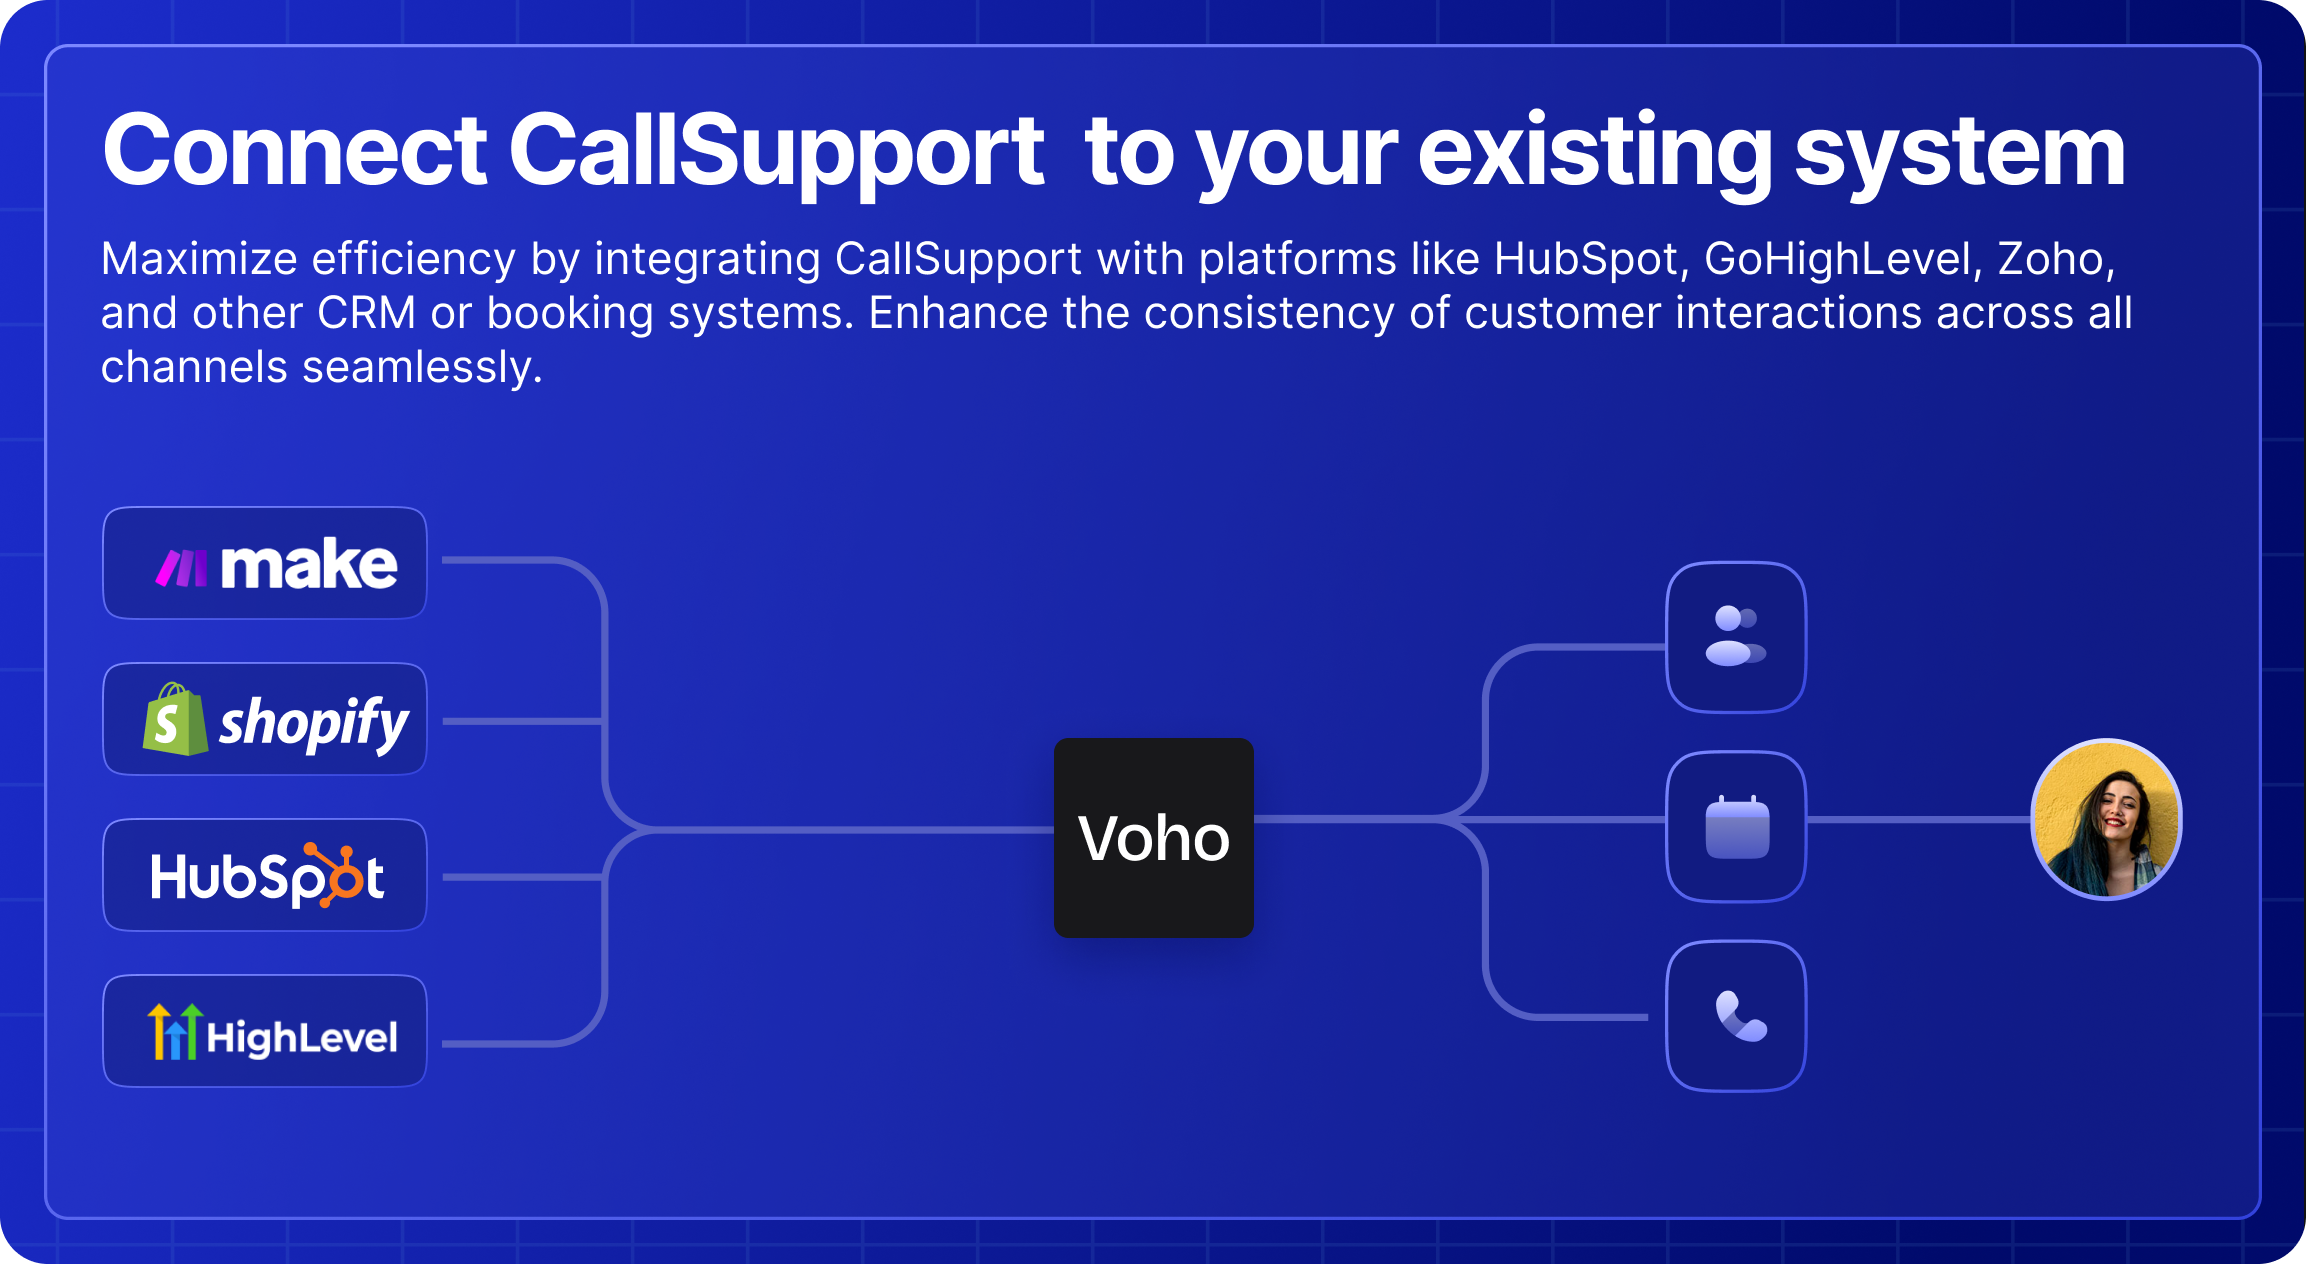 Connect CallSupport to your existing system
Maximize efficiency by integrating CallSupport with platforms like HubSpot, GoHighLevel, Zoho,
and other CRM or booking systems. Enhance the consistency of customer interactions across all
channels seamlessly.
make
shopify
HubSpot
HighLevel
Voho